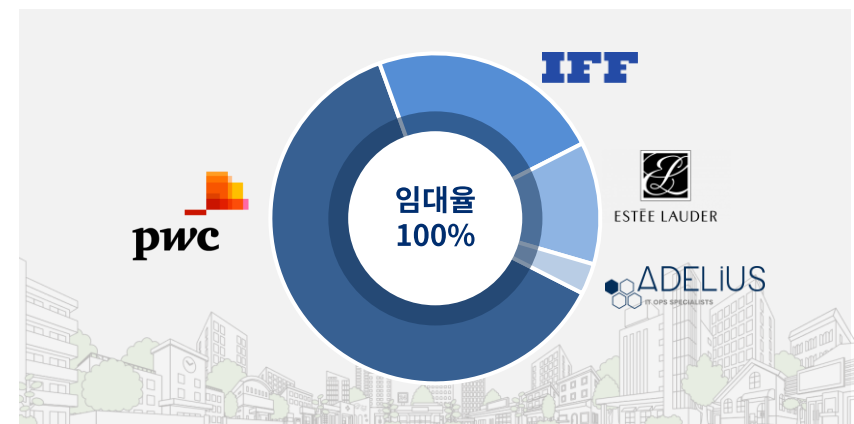 IFF
ESTĒE LAUDER
pwc
임대율
100%
ADELiUS
IT OPS SPECIALISTS